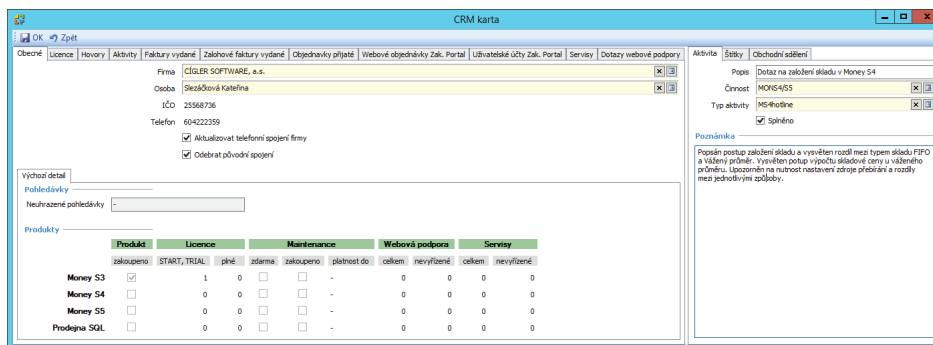 CRM karta
OK Zpět
Obecné Licence Hovory Aktivity Faktury vydané Zalohové faktury vydané Objednavky přijaté Webové objednávky Zak. Portal Uživatelské účty Zak. Portal Servisy Dotazy webové podpory
Firma CÍGLER SOFTWARE, a.s.
Osoba Slezáčková Kateřina
IČO 25568736
Telefon 604222359
Aktualizovat telefonní spojení firmy
Odebrat původní spojení
Výchozí detail
Pohledávky
Neuhrazené pohledávky -
Produkty
Produkt Licence Maintenance Webová podpora Servisy
zakoupeno START, TRIAL plné zdarma zakoupeno platnost do celkem nevyřízené celkem nevyřízené
Money S3 1 0 - 0 0 0 0
Money S4 0 0 - 0 0 0 0
Money S5 0 0 - 0 0 0 0
Prodejna SQL 0 0 - 0 0 0 0
Aktivita Štítky Obchodní sdělení
Popis Dotaz na založení skladu v Money S4
Činnost MONS4/S5
Typ aktivity MS4hotline
Splněno
Poznámka
Popsán postup založení skladu a vysvěten rozdíl mezi typem skladu FIFO
a Vážený průměr. Vysvěten potup výpočtu skladové ceny u váženého
průměru. Upozorněn na nutnost nastavení zdroje přebírání a rozdíly
mezi jednotlivými způsoby.